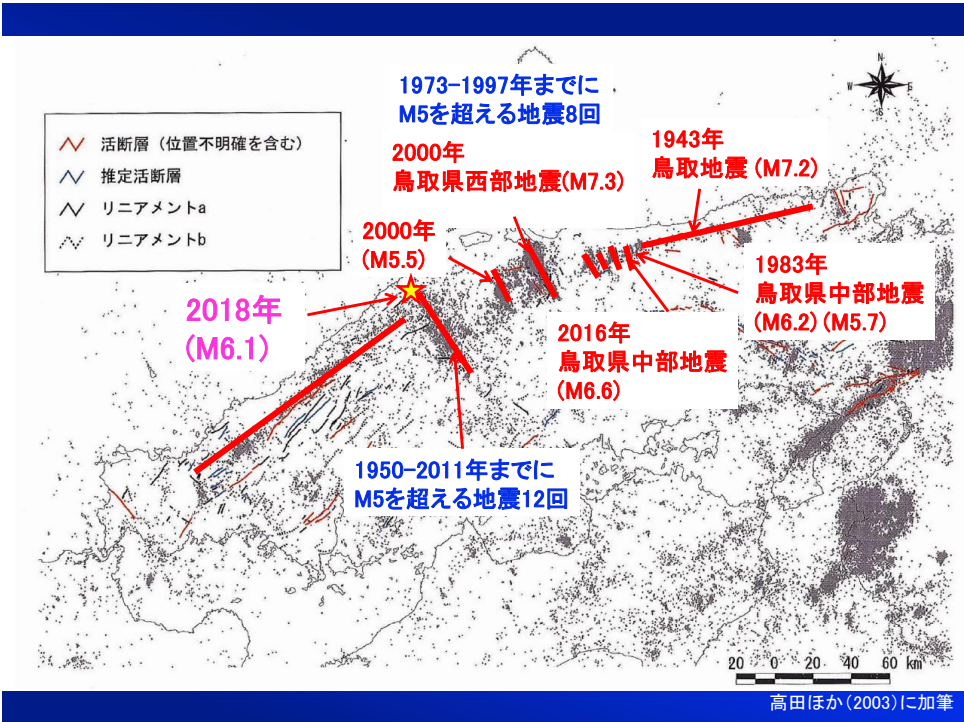 1973-1997年までに
M5を超える地震8回
N
W
E
活断層（位置不明確を含む）
推定活断層
リニアメントa
リニアメントb
2000年
鳥取県西部地震(M7.3)
1943年
鳥取地震 (M7.2)
2000年
(M5.5)
1983年
鳥取県中部地震
(M6.2) (M5.7)
2018年
(M6.1)
2016年
鳥取県中部地震
(M6.6)
1950-2011年までに
M5を超える地震12回
20 0 20 40 60 km
高田ほか(2003)に加筆